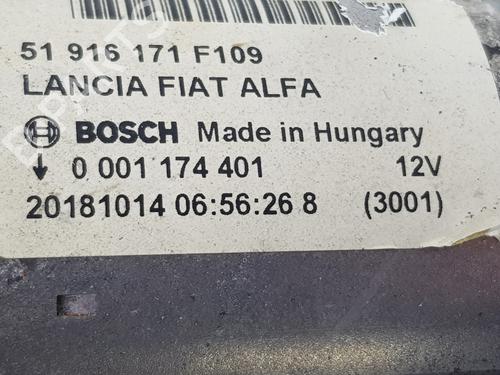 51 916 171 F109
LANCIA FIAT ALFA
BOSCH Made in Hungary
0 001 174 401 12V
20181014 06:56:26 8 (3001)